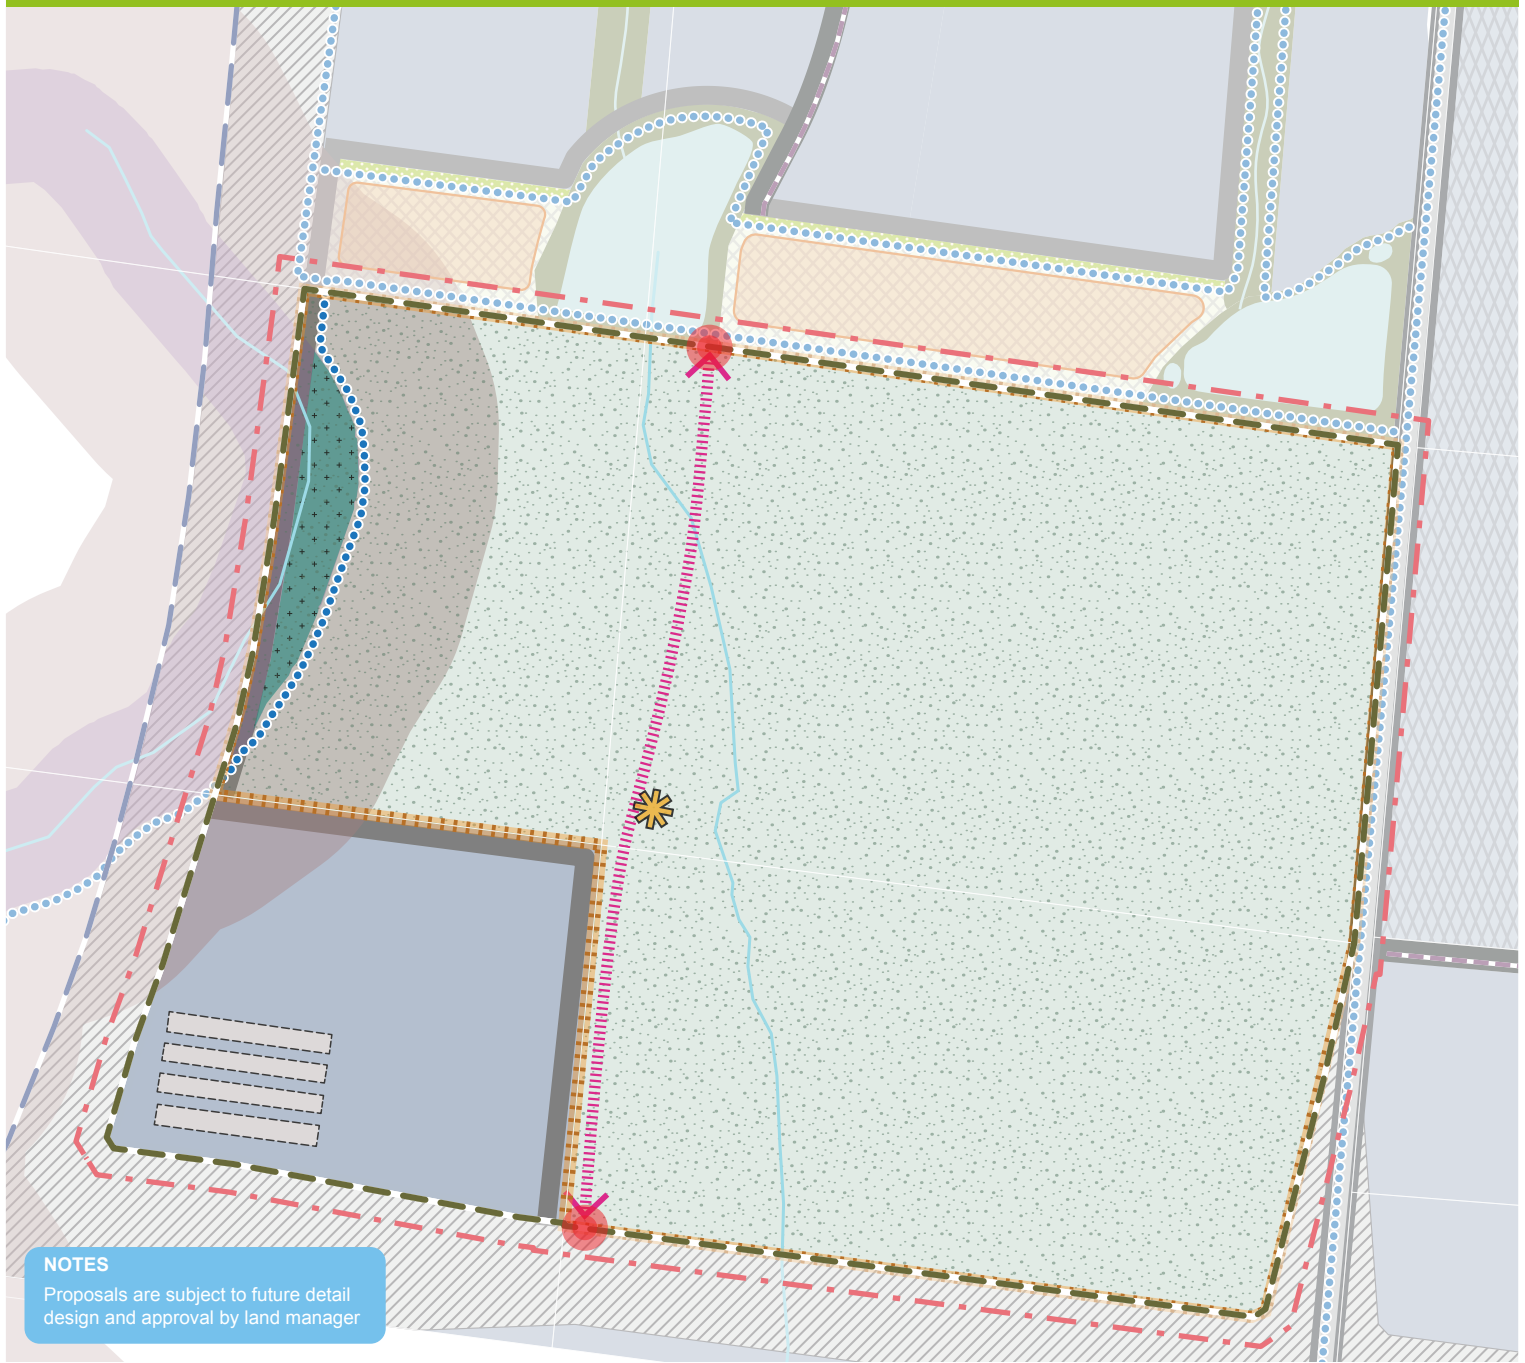 NOTES
Proposals are subject to future detail
design and approval by land manager